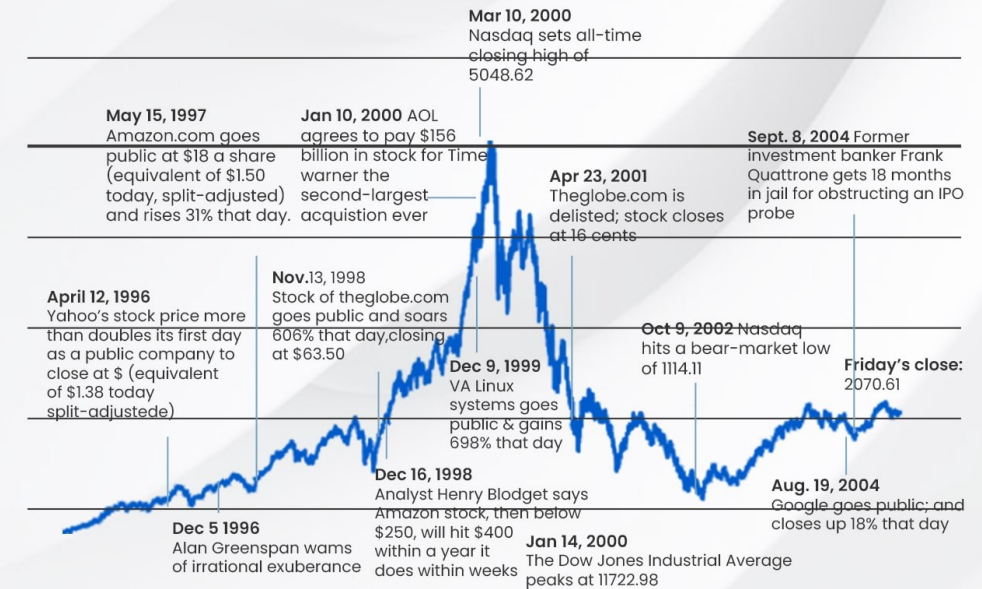 Mar 10, 2000
Nasdaq sets all-time
closing high of
5048.62
May 15, 1997
Amazon.com goes
public at $18 a share
(equivalent of $1.50
today, split-adjusted)
and rises 31% that day.
Jan 10, 2000 AOL
agrees to pay $156
billion in stock for Time
warner the
second-largest
acquistion ever
Sept. 8, 2004 Former
investment banker Frank
Quattrone gets 18 months
in jail for obstructing an IPO
probe
Apr 23, 2001
Theglobe.com is
delisted; stock closes
at 16 cents
April 12, 1996
Yahoo's stock price more
than doubles its first day
as a public company to
close at $ (equivalent
of $1.38 today
split-adjustede)
Nov.13, 1998
Stock of theglobe.com
goes public and soars
606% that day,closing
at $63.50
Oct 9, 2002 Nasdaq
hits a bear-market low
of 1114.11
Dec 9, 1999
VA Linux
systems goes
public & gains
698% that day
Friday's close:
2070.61
Dec 16, 1998
Analyst Henry Blodget says
Amazon stock, then below
$250, will hit $400
within a year it
does within weeks
Aug. 19, 2004
Google goes public; and
closes up 18% that day
Dec 5 1996
Alan Greenspan wams
of irrational exuberance
Jan 14, 2000
The Dow Jones Industrial Average
peaks at 11722.98